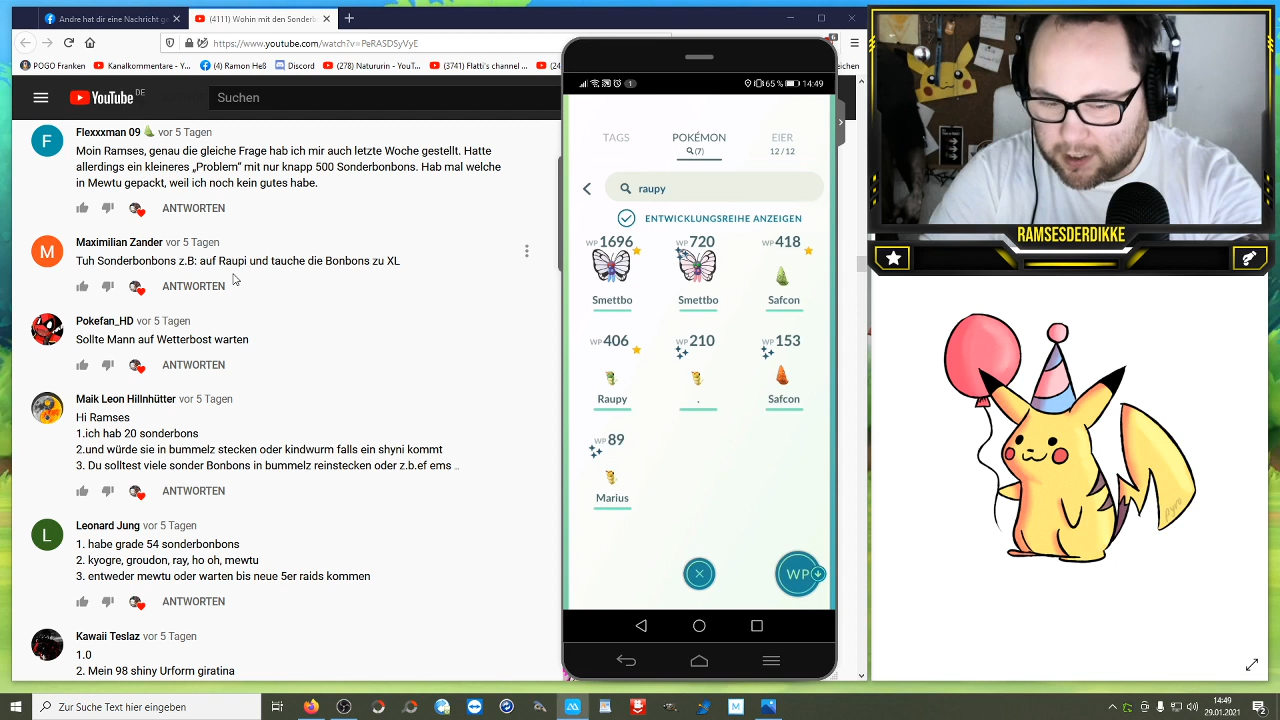 Andre hat dir eine Nachricht ge
(4111) Wohin mit den Sonderb
https://www.youtube.com/watch?v=PeRASDSyVyE
POGO Franken
Kanalkommentare - Y...
(4) Ramon Heß
Discord
(278) Natururin - YouT...
(3741) Flatti's celebrat...
(24
YouTube DE
Suchen
Flexxxman 09 vor 5 Tagen
Moin Ramses, genau die gleiche Frage hab ich mir auch letzte Woche gestellt. Hatte
allerdings ein kleineres „Problem“ mit nur knapp 500 Sonderbonbons. Hab mal welche
in Mewtu gepackt, weil ich noch kein gutes habe.
ANTWORTEN
M
Maximilian Zander vor 5 Tagen
Tuh Sonderbonbons z.B: auf Raupi und tauche die Bonbons zu XL
ANTWORTEN
Pokefan_HD vor 5 Tagen
Sollte Mann auf Wetterbost warten
ANTWORTEN
Maik Leon Hillnhütter vor 5 Tagen
Hi Ramses
1.ich hab 20 sonderbons
2.und würde sie in bummelz stecken oder kindwurm falls ein shyni kommt
3. Du solltest viele sonder Bonbons in bummelz reinstecken oder z.b.ef ems ..
ANTWORTEN
L
Leonard Jung vor 5 Tagen
1. habe grade 54 sonderbonbons
2. kyogre, groudon, ray, ho oh, mewtu
3. entweder mewtu oder warten bis neue 5er raids kommen
ANTWORTEN
Kawaii Teslaz vor 5 Tagen
1.0
2. Mein 98 shiny Urform giratina
1
65 % 14:49
TAGS
POKÉMON
(7)
EIER
12 / 12
raupy
ENTWICKLUNGSREIHE ANZEIGEN
WP 1696
WP 720
WP 418
Smettbo
Smettbo
Safcon
WP 406
WP 210
WP 153
Raupy
.
Safcon
WP 89
Marius
WP
RAMSESDERDIKKE
Pyro
Zur Suche Text hier eingeben
14:49
29.01.2021
2